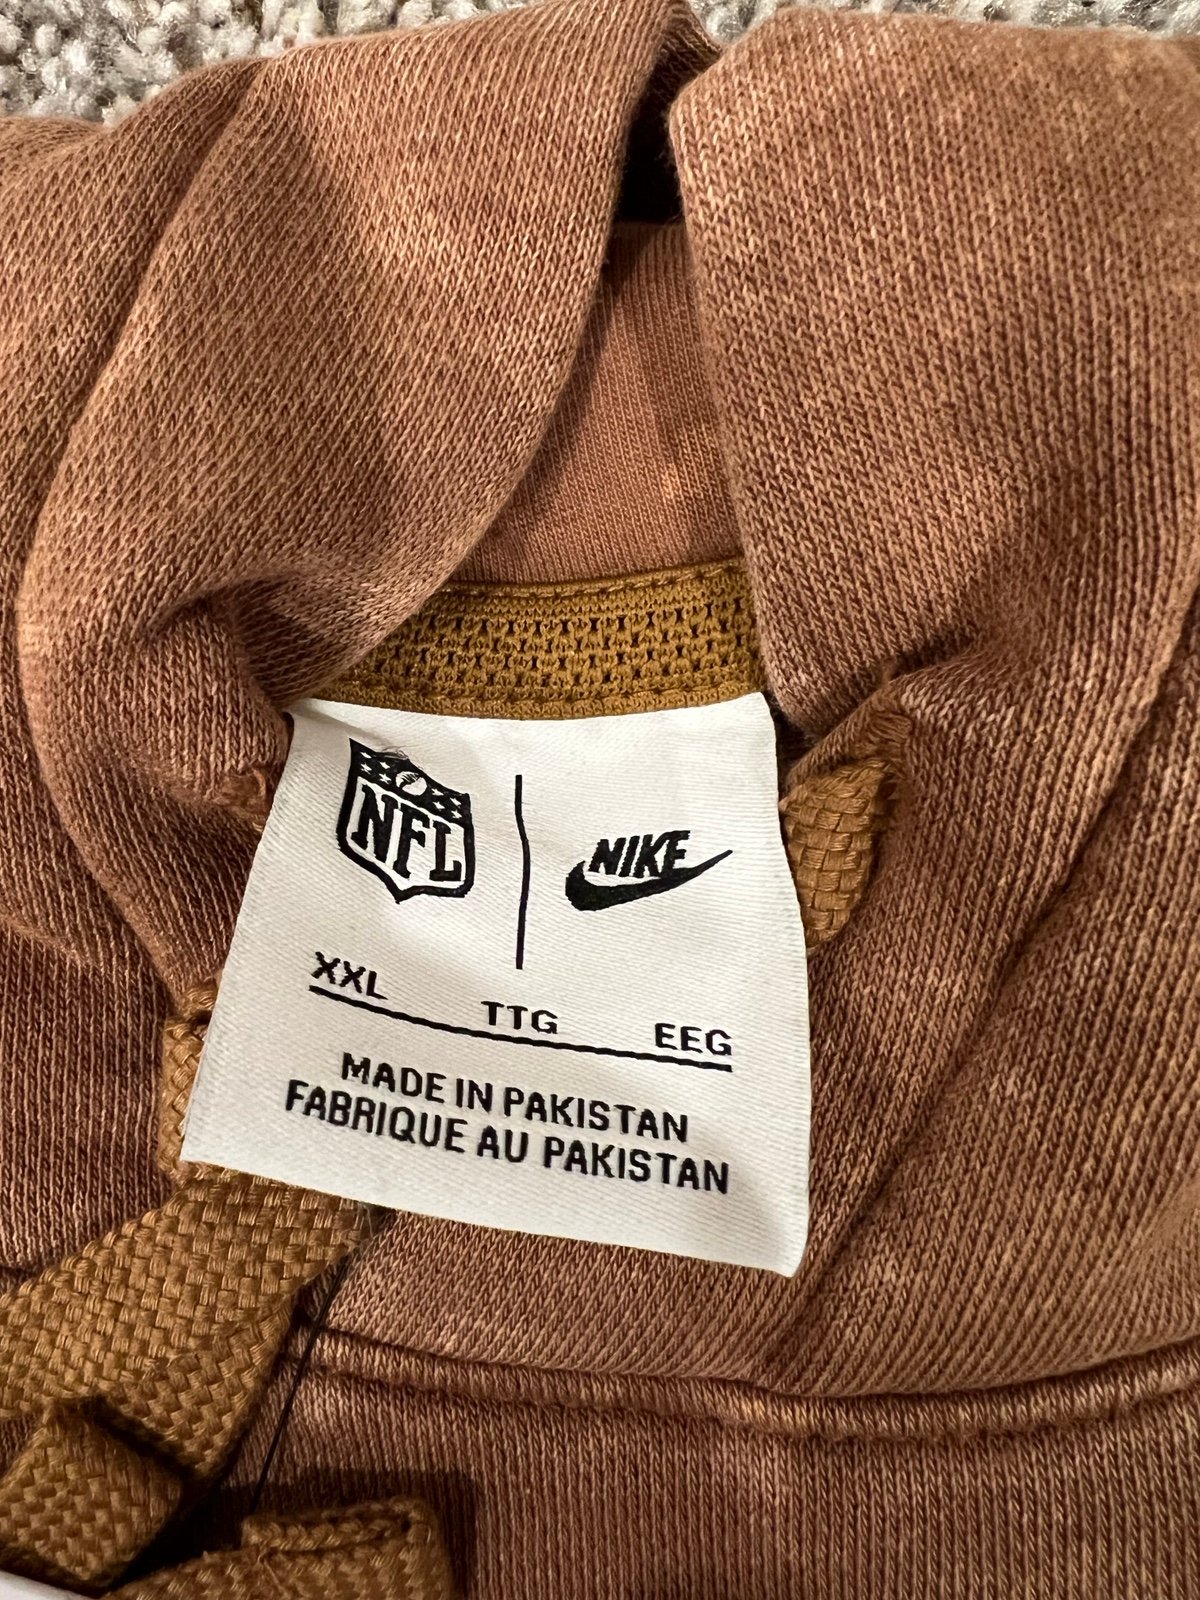 NFL
NIKE
XXL TTG EEG
MADE IN PAKISTAN
FABRIQUE AU PAKISTAN